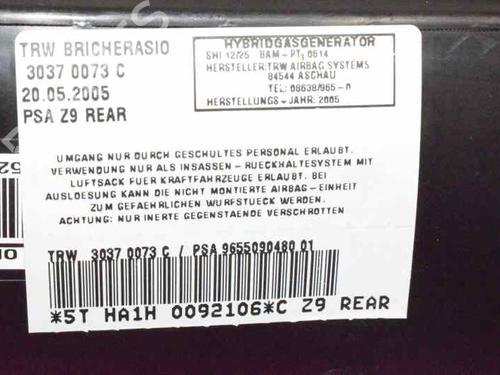 TRW BRICHERASIO
3037 0073 C
20.05.2005
PSA Z9 REAR
HYBRIDGASGENERATOR
SHI 12/25 BAM - PT₁ 0614
HERSTELLER: TRW AIRBAG SYSTEMS
84544 ASCHAU
TEL: 08638/965-0
HERSTELLUNGS - JAHR: 2005
UMGANG NUR DURCH GESCHULTES PERSONAL ERLAUBT.
VERWENDUNG NUR ALS INSASSEN - RUECKHALTESYSTEM MIT
LUFTSACK FUER KRAFTFAHRZEUGE ERLAUBT. BEI
AUSLOESUNG KANN DIE NICHT MONTIERTE AIRBAG - EINHEIT
ZUM GEFAEHRLICHEN WURFSTUECK WERDEN.
ACHTUNG: NUR INERTE GEGENSTAENDE VERSCHROTTEN
TRW 3037 0073 C / PSA 9655090480 01
*5T HA1H 0092106*C Z9 REAR